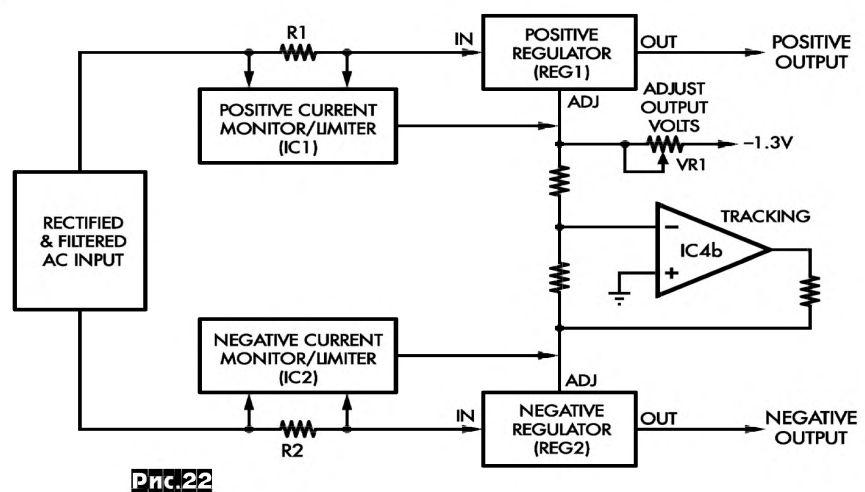 R1
IN
POSITIVE
REGULATOR
(REG1)
OUT
POSITIVE
OUTPUT
POSITIVE CURRENT
MONITOR/LIMITER
(IC1)
ADJ
ADJUST
OUTPUT
VOLTS
–1.3V
VR1
RECTIFIED
& FILTERED
AC INPUT
TRACKING
–
IC4b
+
NEGATIVE CURRENT
MONITOR/LIMITER
(IC2)
ADJ
IN
NEGATIVE
REGULATOR
(REG2)
OUT
NEGATIVE
OUTPUT
R2
Рис.22